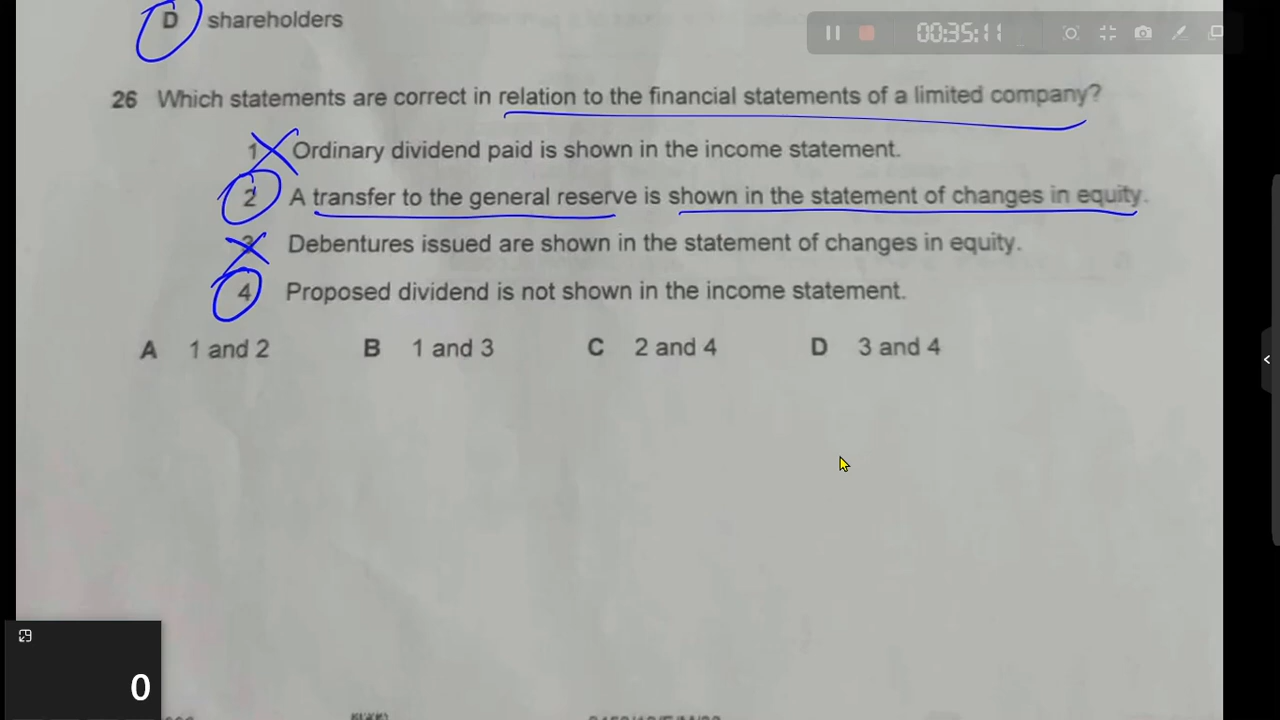 D shareholders
00:35:11
26 Which statements are correct in relation to the financial statements of a limited company?
1 Ordinary dividend paid is shown in the income statement.
2 A transfer to the general reserve is shown in the statement of changes in equity.
3 Debentures issued are shown in the statement of changes in equity.
4 Proposed dividend is not shown in the income statement.
A 1 and 2 B 1 and 3 C 2 and 4 D 3 and 4
0